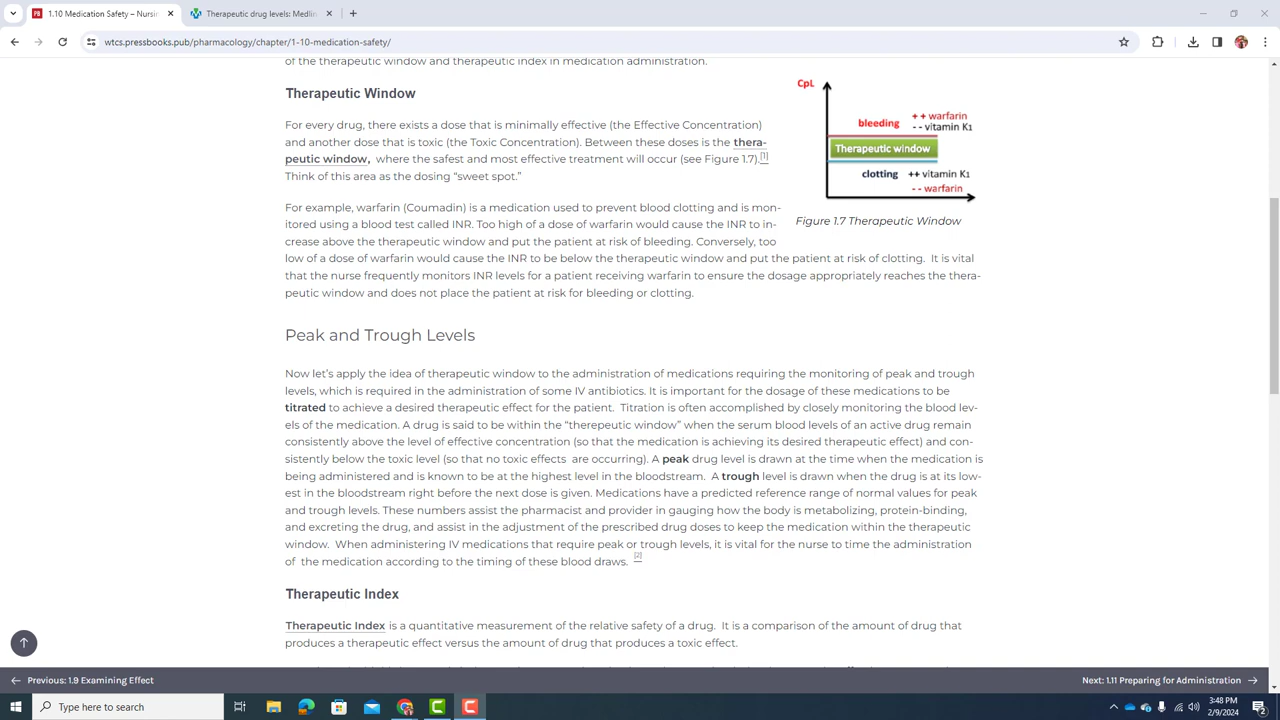 1.10 Medication Safety – Nursin
Therapeutic drug levels: Medlin
wtcs.pressbooks.pub/pharmacology/chapter/1-10-medication-safety/
of the therapeutic window and therapeutic index in medication administration.
Therapeutic Window
For every drug, there exists a dose that is minimally effective (the Effective Concentration)
and another dose that is toxic (the Toxic Concentration). Between these doses is the thera-
peutic window, where the safest and most effective treatment will occur (see Figure 1.7).[1]
Think of this area as the dosing “sweet spot.”
For example, warfarin (Coumadin) is a medication used to prevent blood clotting and is mon-
itored using a blood test called INR. Too high of a dose of warfarin would cause the INR to in-
crease above the therapeutic window and put the patient at risk of bleeding. Conversely, too
low of a dose of warfarin would cause the INR to be below the therapeutic window and put the patient at risk of clotting. It is vital
that the nurse frequently monitors INR levels for a patient receiving warfarin to ensure the dosage appropriately reaches the thera-
peutic window and does not place the patient at risk for bleeding or clotting.
CpL
bleeding
+ + warfarin
- - vitamin K1
Therapeutic window
clotting
++ vitamin K1
- - warfarin
Figure 1.7 Therapeutic Window
Peak and Trough Levels
Now let’s apply the idea of therapeutic window to the administration of medications requiring the monitoring of peak and trough
levels, which is required in the administration of some IV antibiotics. It is important for the dosage of these medications to be
titrated to achieve a desired therapeutic effect for the patient. Titration is often accomplished by closely monitoring the blood lev-
els of the medication. A drug is said to be within the “therapeutic window” when the serum blood levels of an active drug remain
consistently above the level of effective concentration (so that the medication is achieving its desired therapeutic effect) and con-
sistently below the toxic level (so that no toxic effects are occurring). A peak drug level is drawn at the time when the medication is
being administered and is known to be at the highest level in the bloodstream. A trough level is drawn when the drug is at its low-
est in the bloodstream right before the next dose is given. Medications have a predicted reference range of normal values for peak
and trough levels. These numbers assist the pharmacist and provider in gauging how the body is metabolizing, protein-binding,
and excreting the drug, and assist in the adjustment of the prescribed drug doses to keep the medication within the therapeutic
window. When administering IV medications that require peak or trough levels, it is vital for the nurse to time the administration
of the medication according to the timing of these blood draws. [2]
Therapeutic Index
Therapeutic Index is a quantitative measurement of the relative safety of a drug. It is a comparison of the amount of drug that
produces a therapeutic effect versus the amount of drug that produces a toxic effect.
Previous: 1.9 Examining Effect
Next: 1.11 Preparing for Administration
Type here to search
3:48 PM
2/9/2024